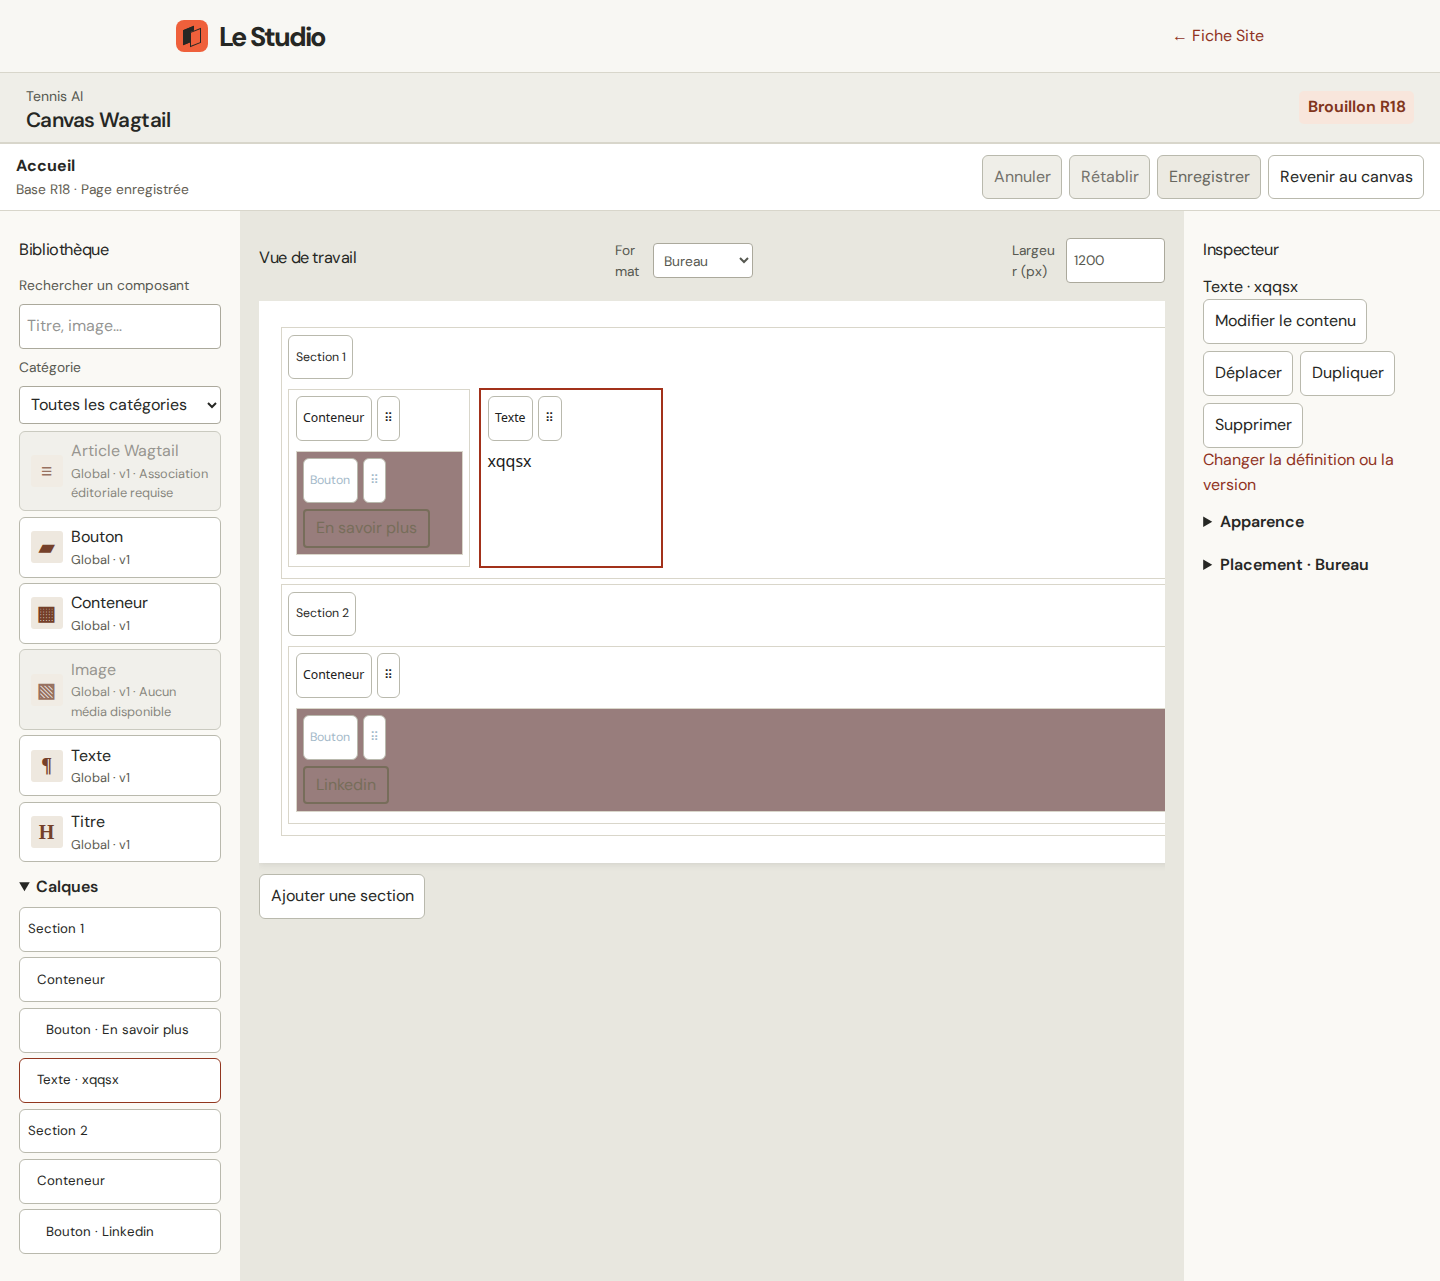 Le Studio
← Fiche Site
Tennis AI
Canvas Wagtail
Brouillon R18
Accueil
Base R18 · Page enregistrée
Annuler
Rétablir
Enregistrer
Revenir au canvas
Bibliothèque
Rechercher un composant
Titre, image...
Catégorie
Toutes les catégories
Article Wagtail
Global · v1 · Association
éditoriale requise
Bouton
Global · v1
Conteneur
Global · v1
Image
Global · v1 · Aucun
média disponible
¶
Texte
Global · v1
H
Titre
Global · v1
Calques
Section 1
Conteneur
Bouton · En savoir plus
Texte · xqqsx
Section 2
Conteneur
Bouton · Linkedin
Vue de travail
For
mat
Bureau
Largeu
r (px)
1200
Section 1
Conteneur
Bouton
En savoir plus
Texte
xqqsx
Section 2
Conteneur
Bouton
Linkedin
Ajouter une section
Inspecteur
Texte · xqqsx
Modifier le contenu
Déplacer
Dupliquer
Supprimer
Changer la définition ou la
version
Apparence
Placement · Bureau